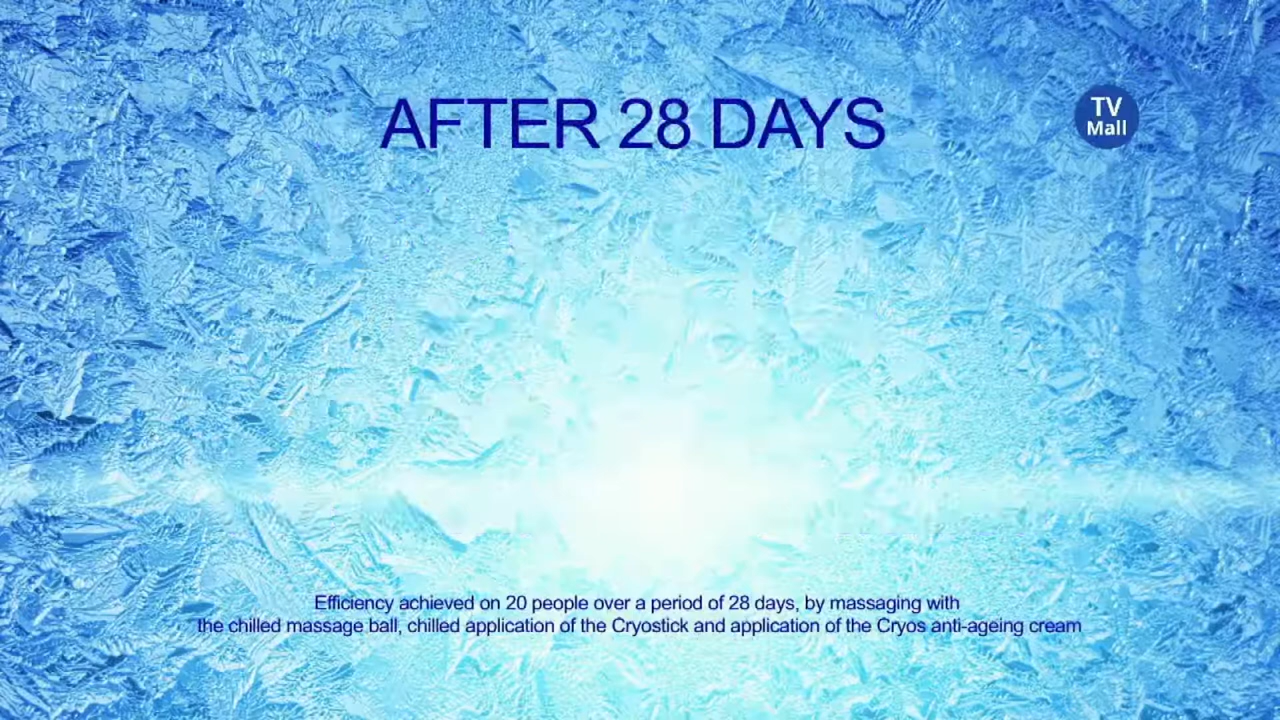 AFTER 28 DAYS
TV
Mall
Efficiency achieved on 20 people over a period of 28 days, by massaging with
the chilled massage ball, chilled application of the Cryostick and application of the Cryos anti-ageing cream